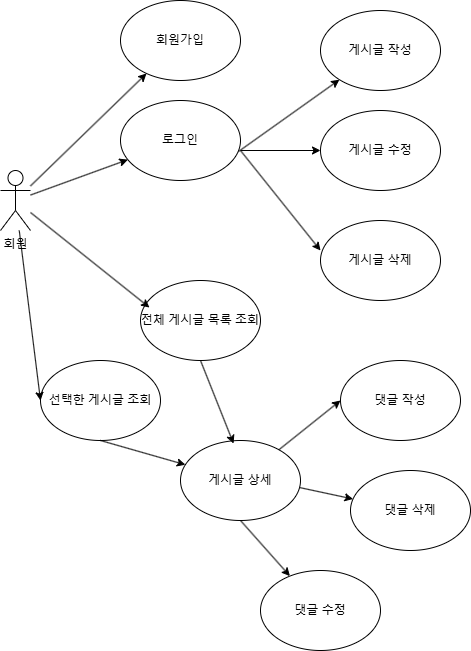 회원가입
게시글 작성
로그인
게시글 수정
회원
게시글 삭제
전체 게시글 목록 조회
선택한 게시글 조회
댓글 작성
게시글 상세
댓글 삭제
댓글 수정